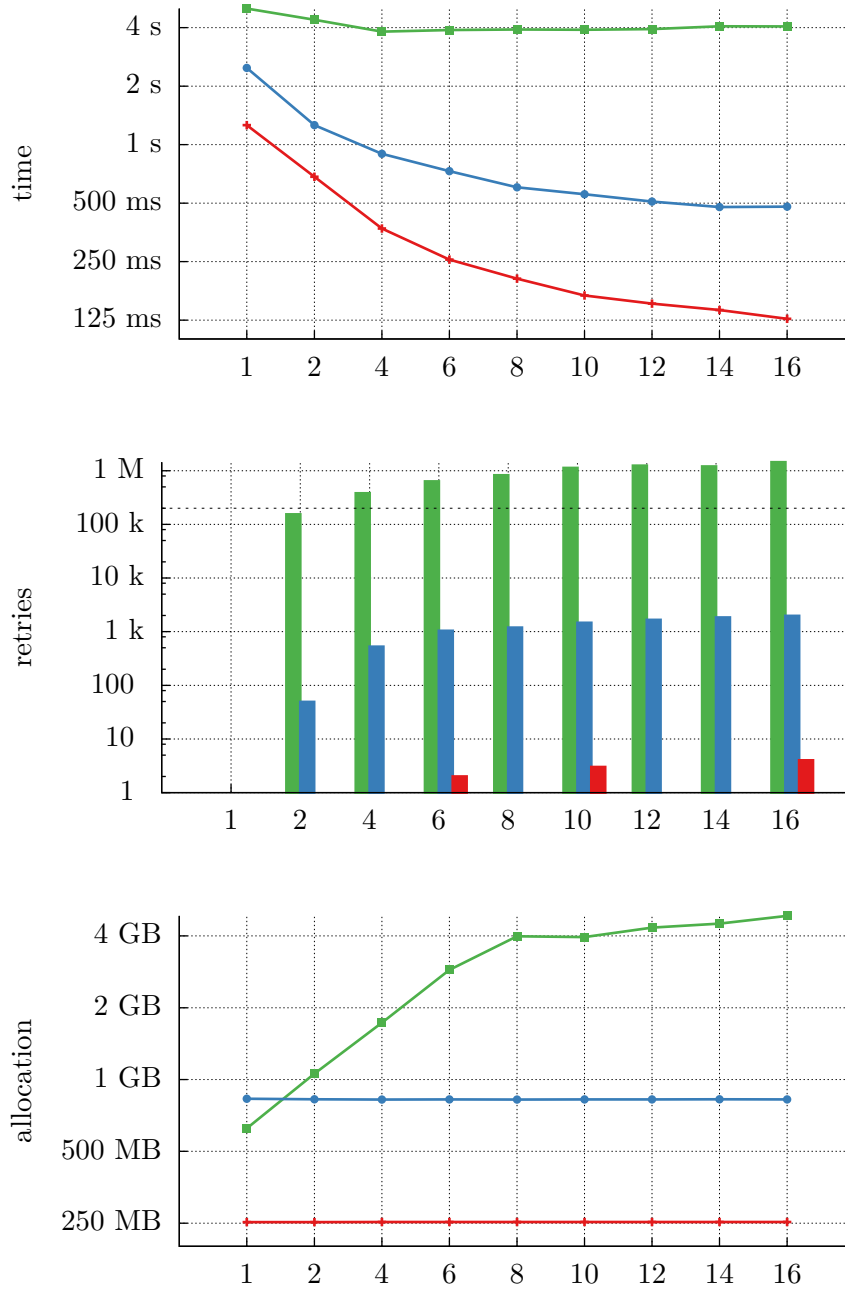 time
4 s
2 s
1 s
500 ms
250 ms
125 ms
1 2 4 6 8 10 12 14 16
retries
1 M
100 k
10 k
1 k
100
10
1
1 2 4 6 8 10 12 14 16
allocation
4 GB
2 GB
1 GB
500 MB
250 MB
1 2 4 6 8 10 12 14 16